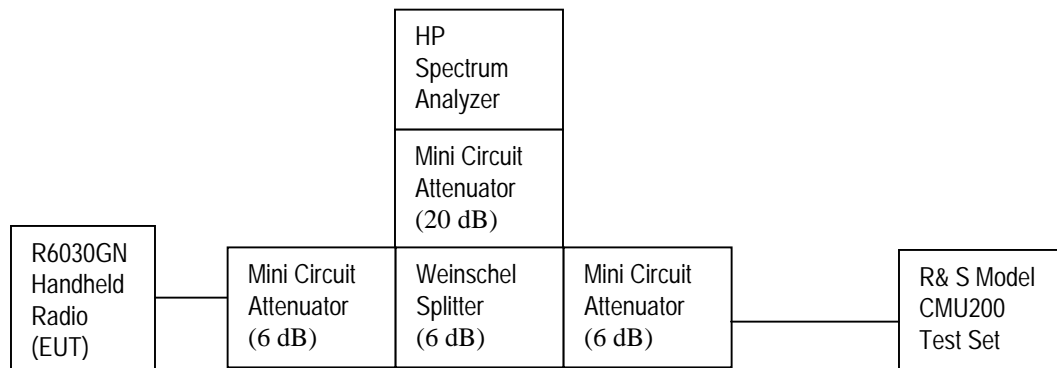 HP
Spectrum
Analyzer
Mini Circuit
Attenuator
(20 dB)
R6030GN
Handheld
Radio
(EUT)
Mini Circuit
Attenuator
(6 dB)
Weinschel
Splitter
(6 dB)
Mini Circuit
Attenuator
(6 dB)
R& S Model
CMU200
Test Set